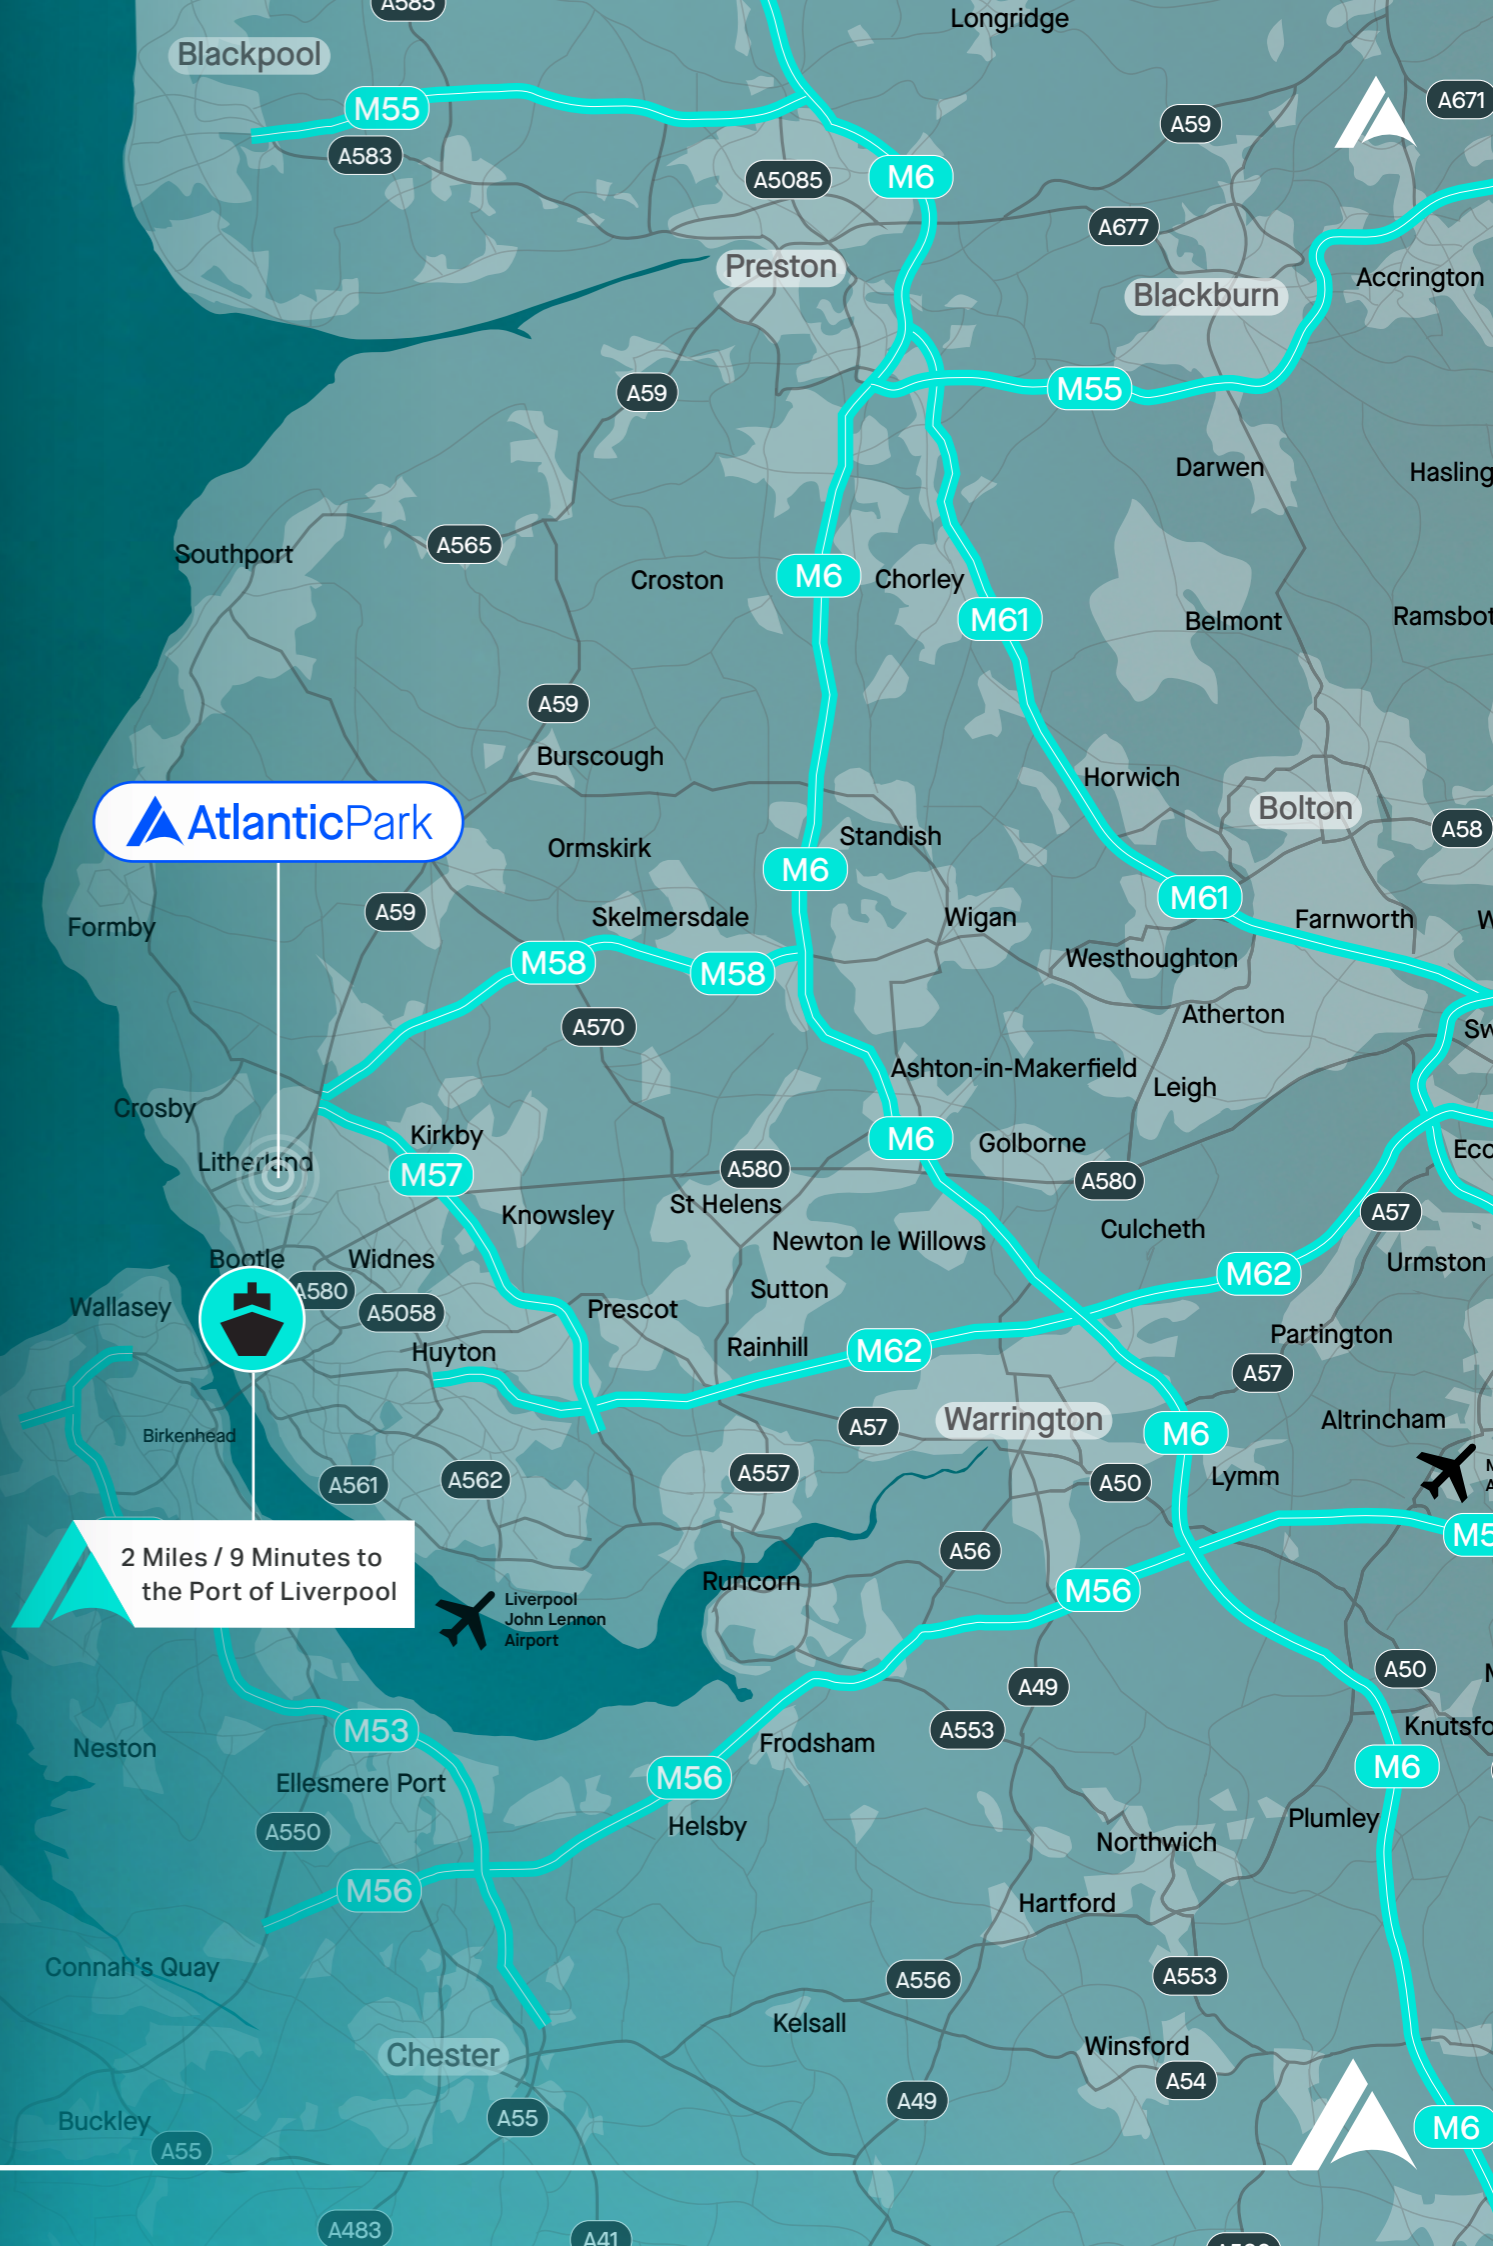 A585
Longridge
Blackpool
M55
A583
A59
A671
A5085
M6
A677
Preston
Blackburn
Accrington
A59
M55
Darwen
Hasling
Southport
A565
Croston
M6
Chorley
M61
Belmont
Ramsbot
A59
Burscough
Horwich
Bolton
AtlanticPark
A58
Standish
Ormskirk
M6
A59
Skelmersdale
Wigan
M61
Farnworth
W
Formby
M58
M58
Westhoughton
A570
Atherton
Sw
Ashton-in-Makerfield
Leigh
Crosby
Kirkby
M6
Golborne
Ecc
Litherland
M57
A580
A580
St Helens
Knowsley
A57
Culcheth
Newton le Willows
Bootle
Widnes
M62
Urmston
A580
Sutton
Wallasey
A5058
Prescot
Partington
Huyton
Rainhill
M62
A57
Birkenhead
A57
Warrington
M6
Altrincham
A561
A562
A557
A50
Lymm
M
A
M5
A56
2 Miles / 9 Minutes to
the Port of Liverpool
Runcorn
M56
Liverpool
John Lennon
Airport
A50
M
A49
M53
A553
Knutsfo
Neston
Frodsham
M56
M6
Ellesmere Port
A550
Helsby
Plumley
Northwich
M56
Hartford
Connah's Quay
A556
A553
Kelsall
Chester
Winsford
A54
A49
Buckley
A55
A55
M6
A483
A41